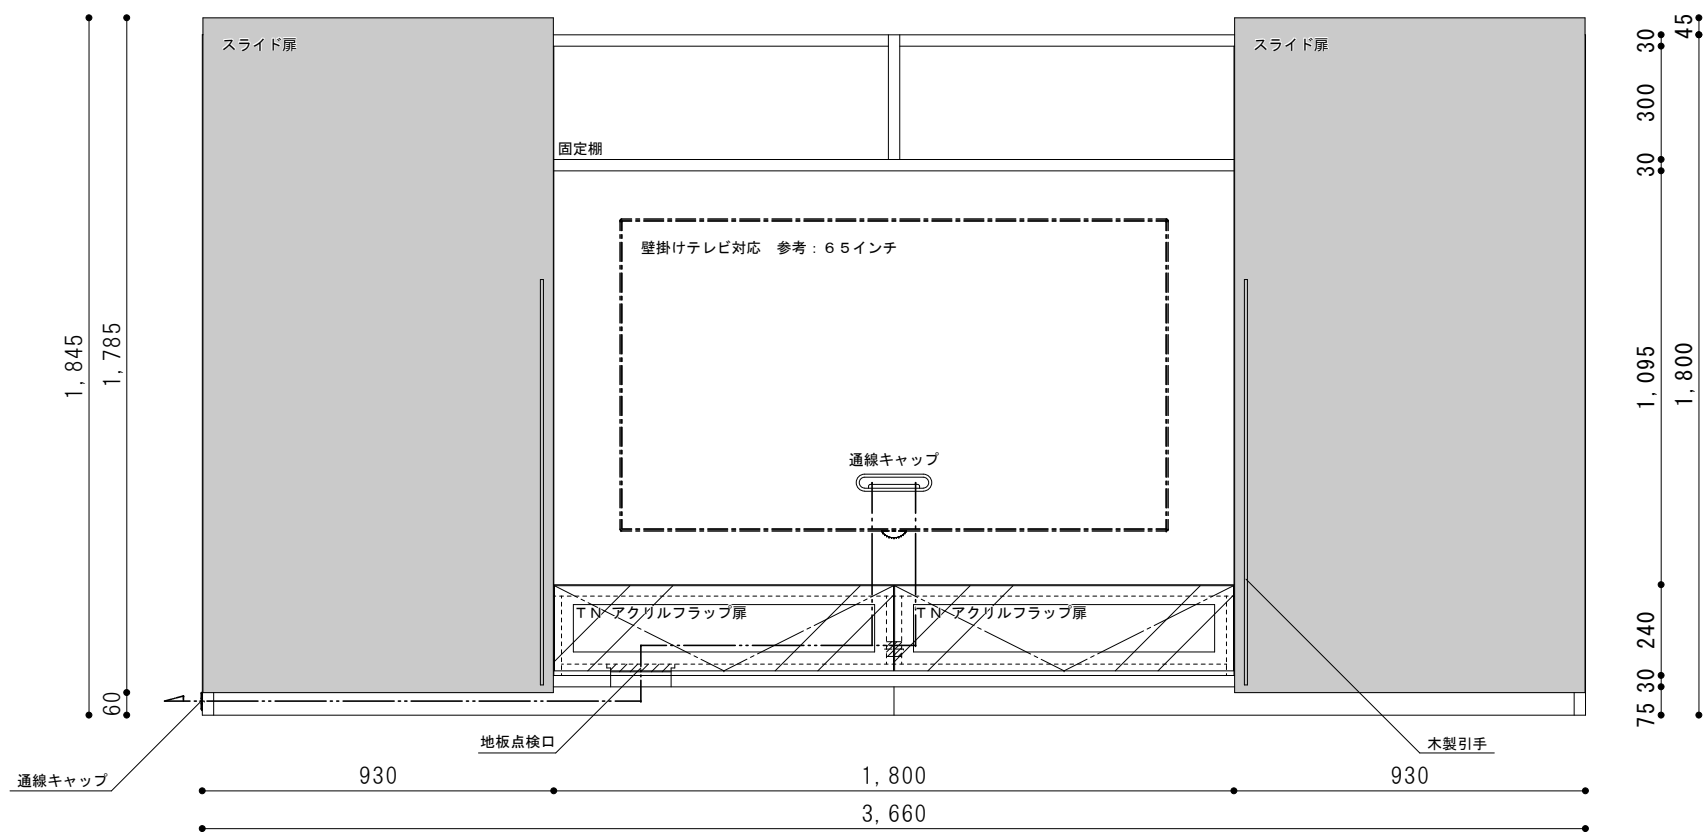 スライド扉
スライド扉
固定棚
壁掛けテレビ対応　参考：６５インチ
通線キャップ
ＴＮ アクリルフラップ扉
ＴＮ アクリルフラップ扉
地板点検口
木製引手
通線キャップ
1,845
1,785
60
45
30
300
30
1,095
1,800
240
30
75
930
1,800
930
3,660